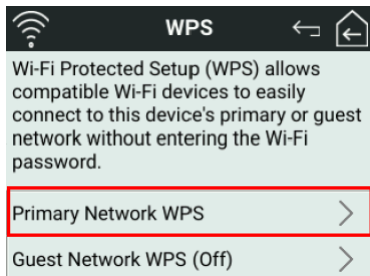 WPS
Wi-Fi Protected Setup (WPS) allows
compatible Wi-Fi devices to easily
connect to this device's primary or guest
network without entering the Wi-Fi
password.
Primary Network WPS
Guest Network WPS (Off)